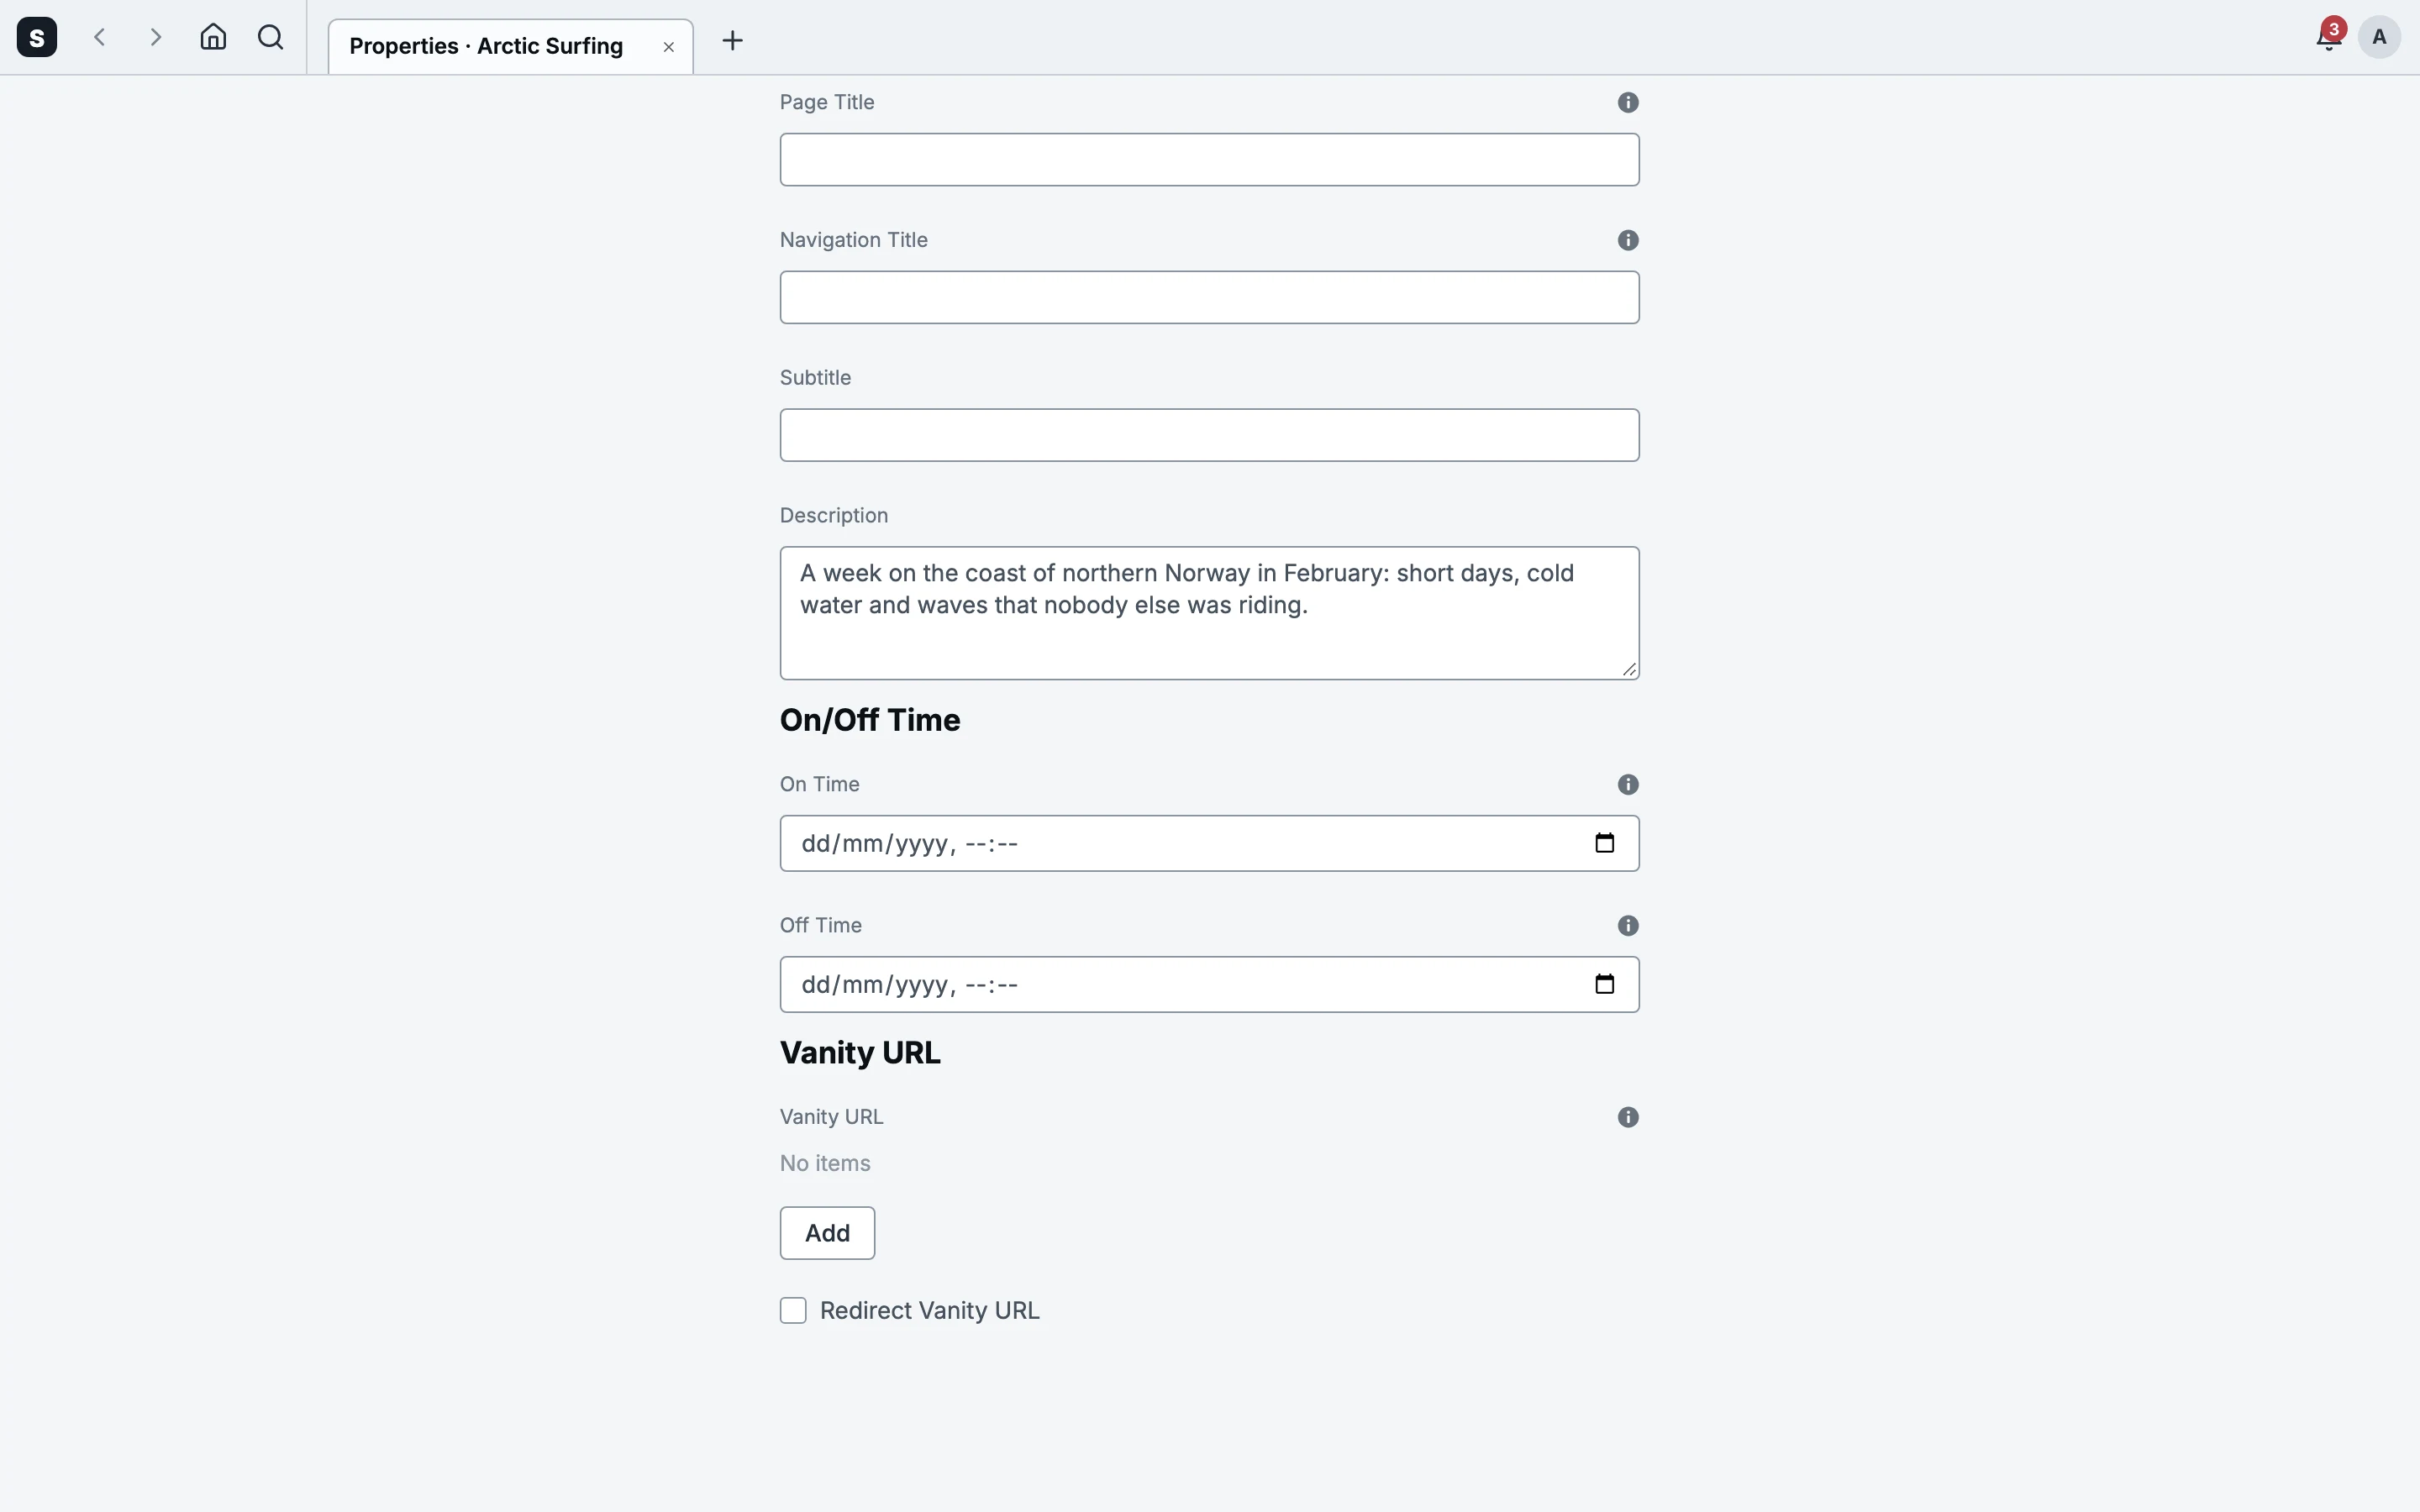 S
Properties · Arctic Surfing
3
A
Page Title
Navigation Title
Subtitle
Description
A week on the coast of northern Norway in February: short days, cold
water and waves that nobody else was riding.
On/Off Time
On Time
dd/mm/yyyy, --:--
Off Time
dd/mm/yyyy, --:--
Vanity URL
Vanity URL
No items
Add
Redirect Vanity URL